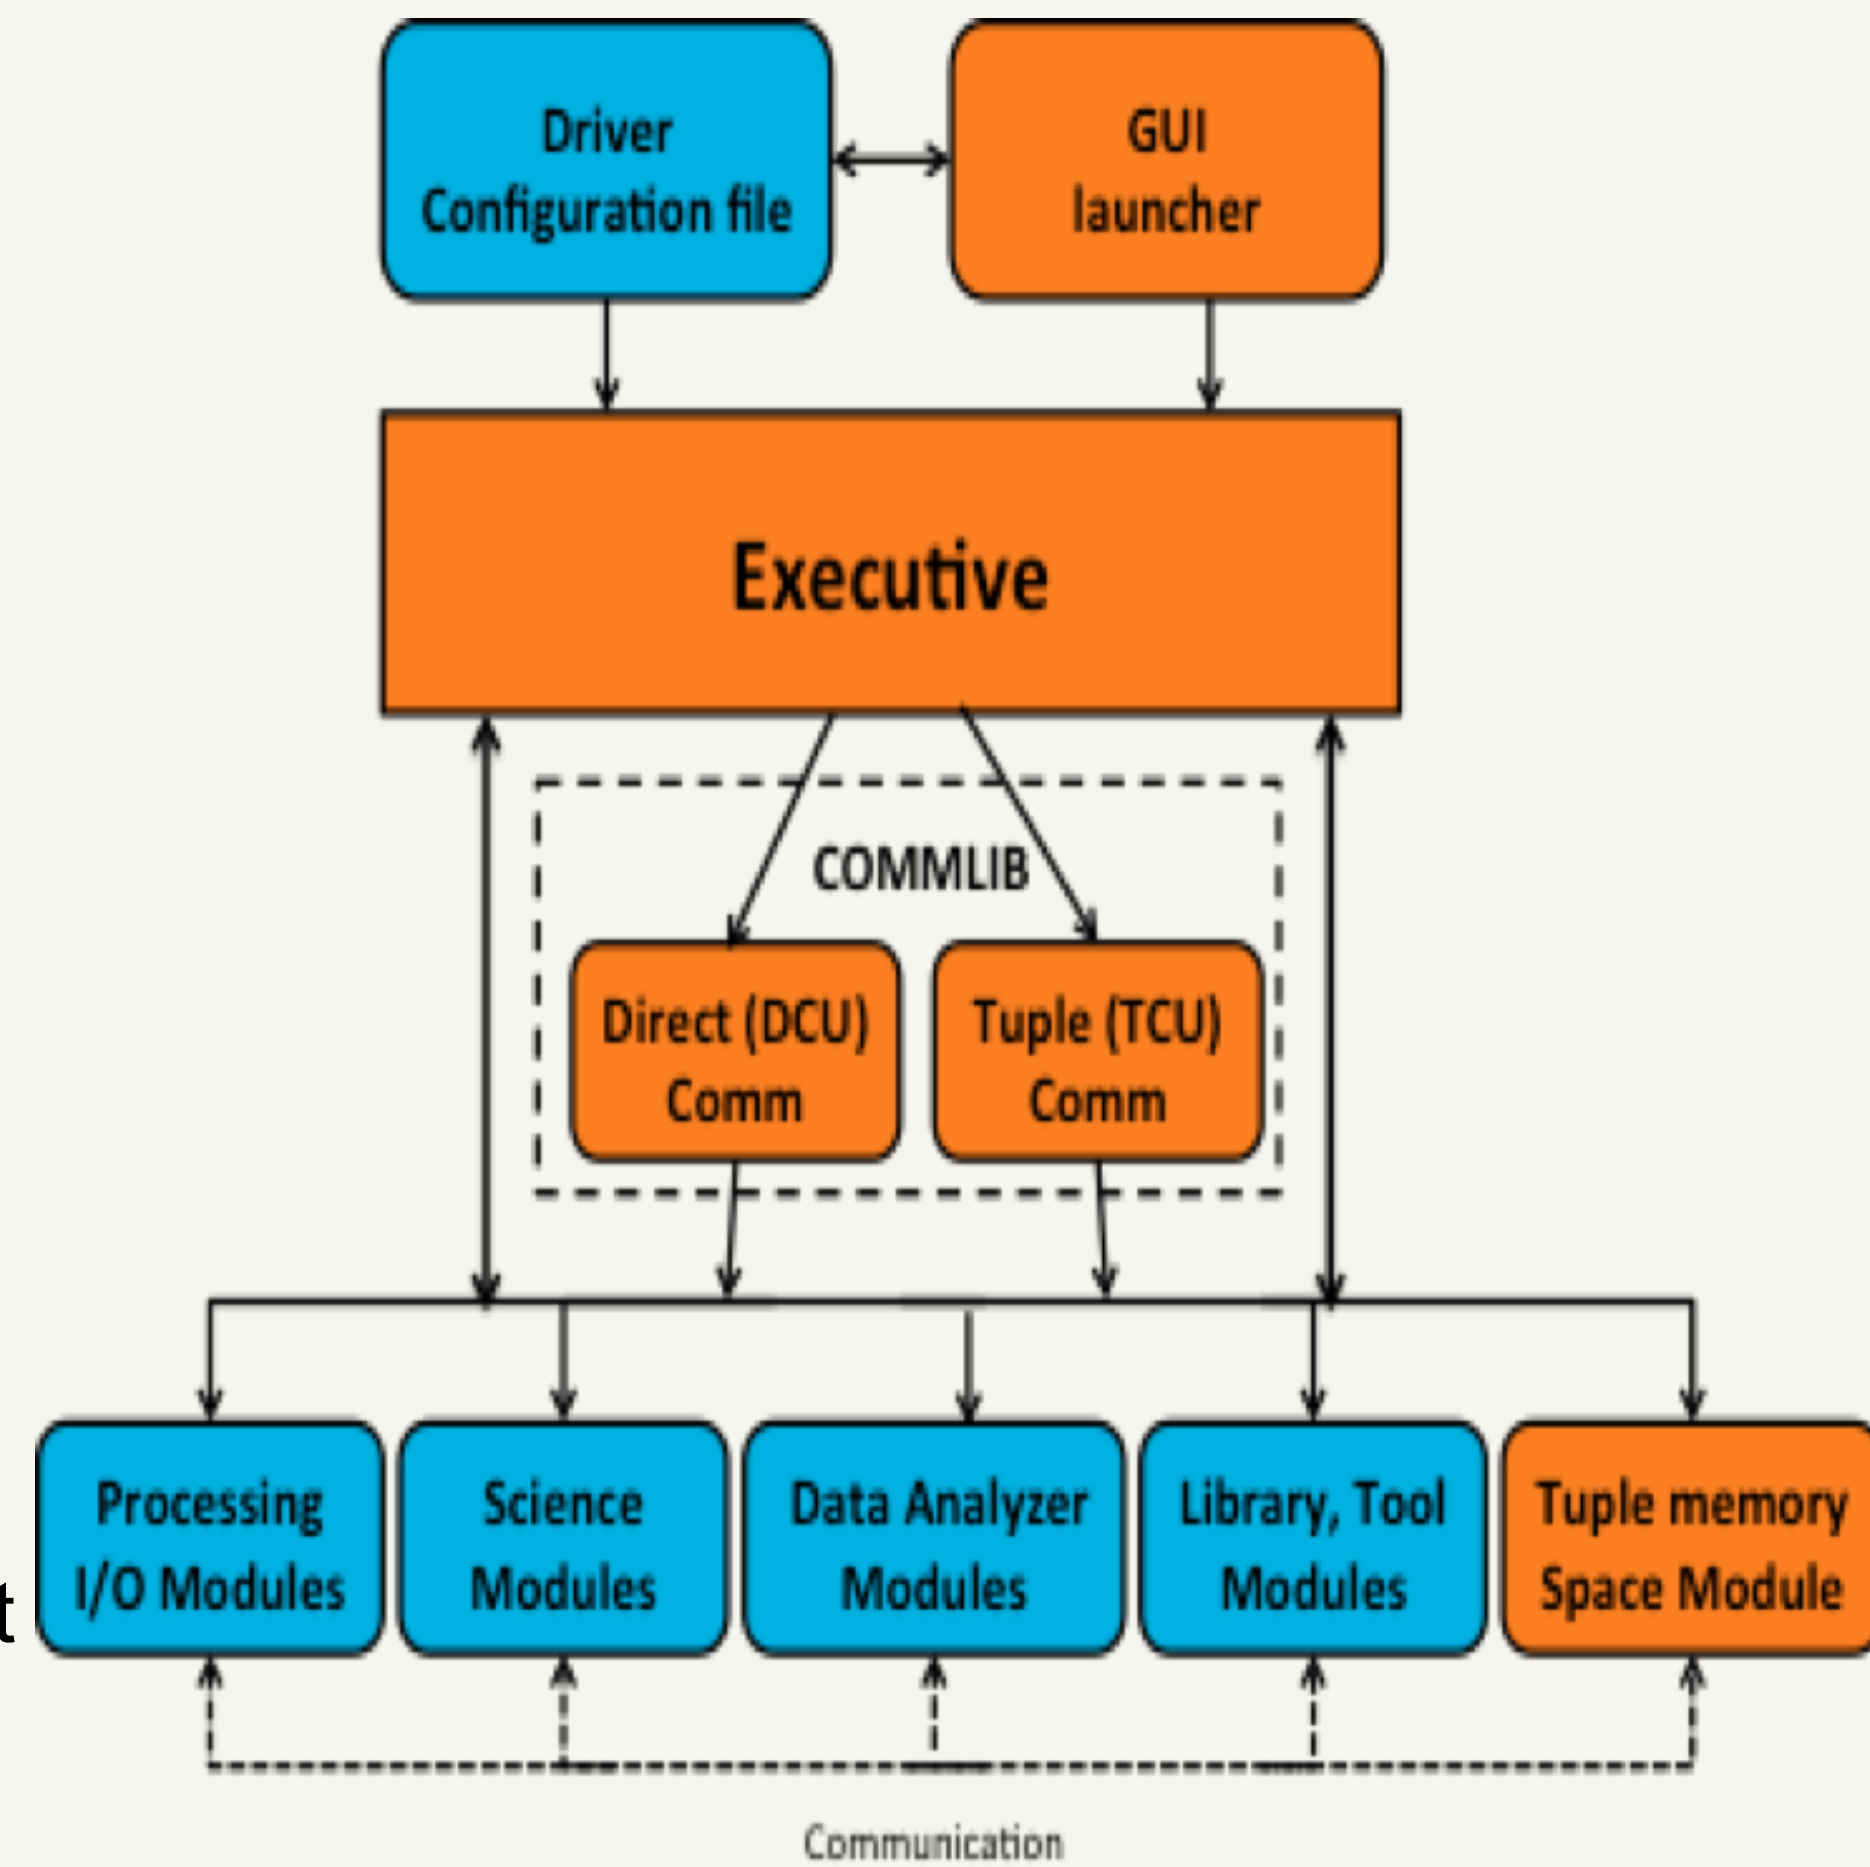 Driver
Configuration file
GUI
launcher
Executive
COMMLIB
Direct (DCU)
Comm
Tuple (TCU)
Comm
Processing
I/O Modules
Science
Modules
Data Analyzer
Modules
Library, Tool
Modules
Tuple memory
Space Module
t
Communication